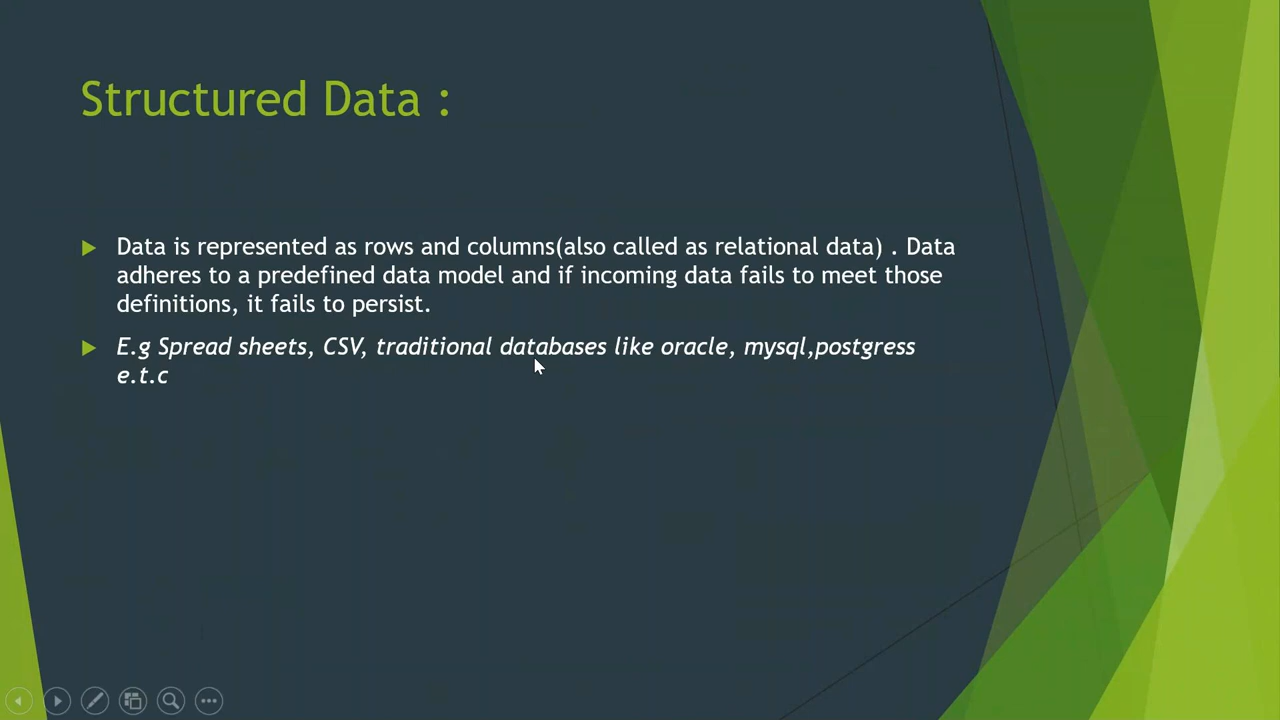 Structured Data :
Data is represented as rows and columns(also called as relational data) . Data
adheres to a predefined data model and if incoming data fails to meet those
definitions, it fails to persist.
E.g Spread sheets, CSV, traditional databases like oracle, mysql,postgress
e.t.c